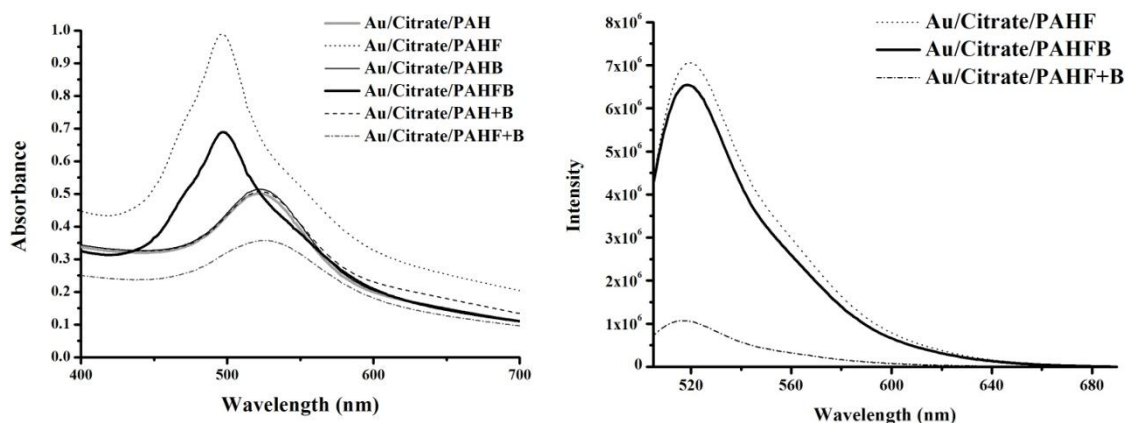 Au/Citrate/PAH
Au/Citrate/PAHF
Au/Citrate/PAHB
Au/Citrate/PAHFB
Au/Citrate/PAH+B
Au/Citrate/PAHF+B
1.0
0.9
0.8
0.7
0.6
0.5
0.4
0.3
0.2
0.1
0.0
Absorbance
400
500
600
700
Wavelength (nm)
Au/Citrate/PAHF
Au/Citrate/PAHFB
Au/Citrate/PAHF+B
8x10⁶
7x10⁶
6x10⁶
5x10⁶
4x10⁶
3x10⁶
2x10⁶
1x10⁶
0
Intensity
520
560
600
640
680
Wavelength (nm)